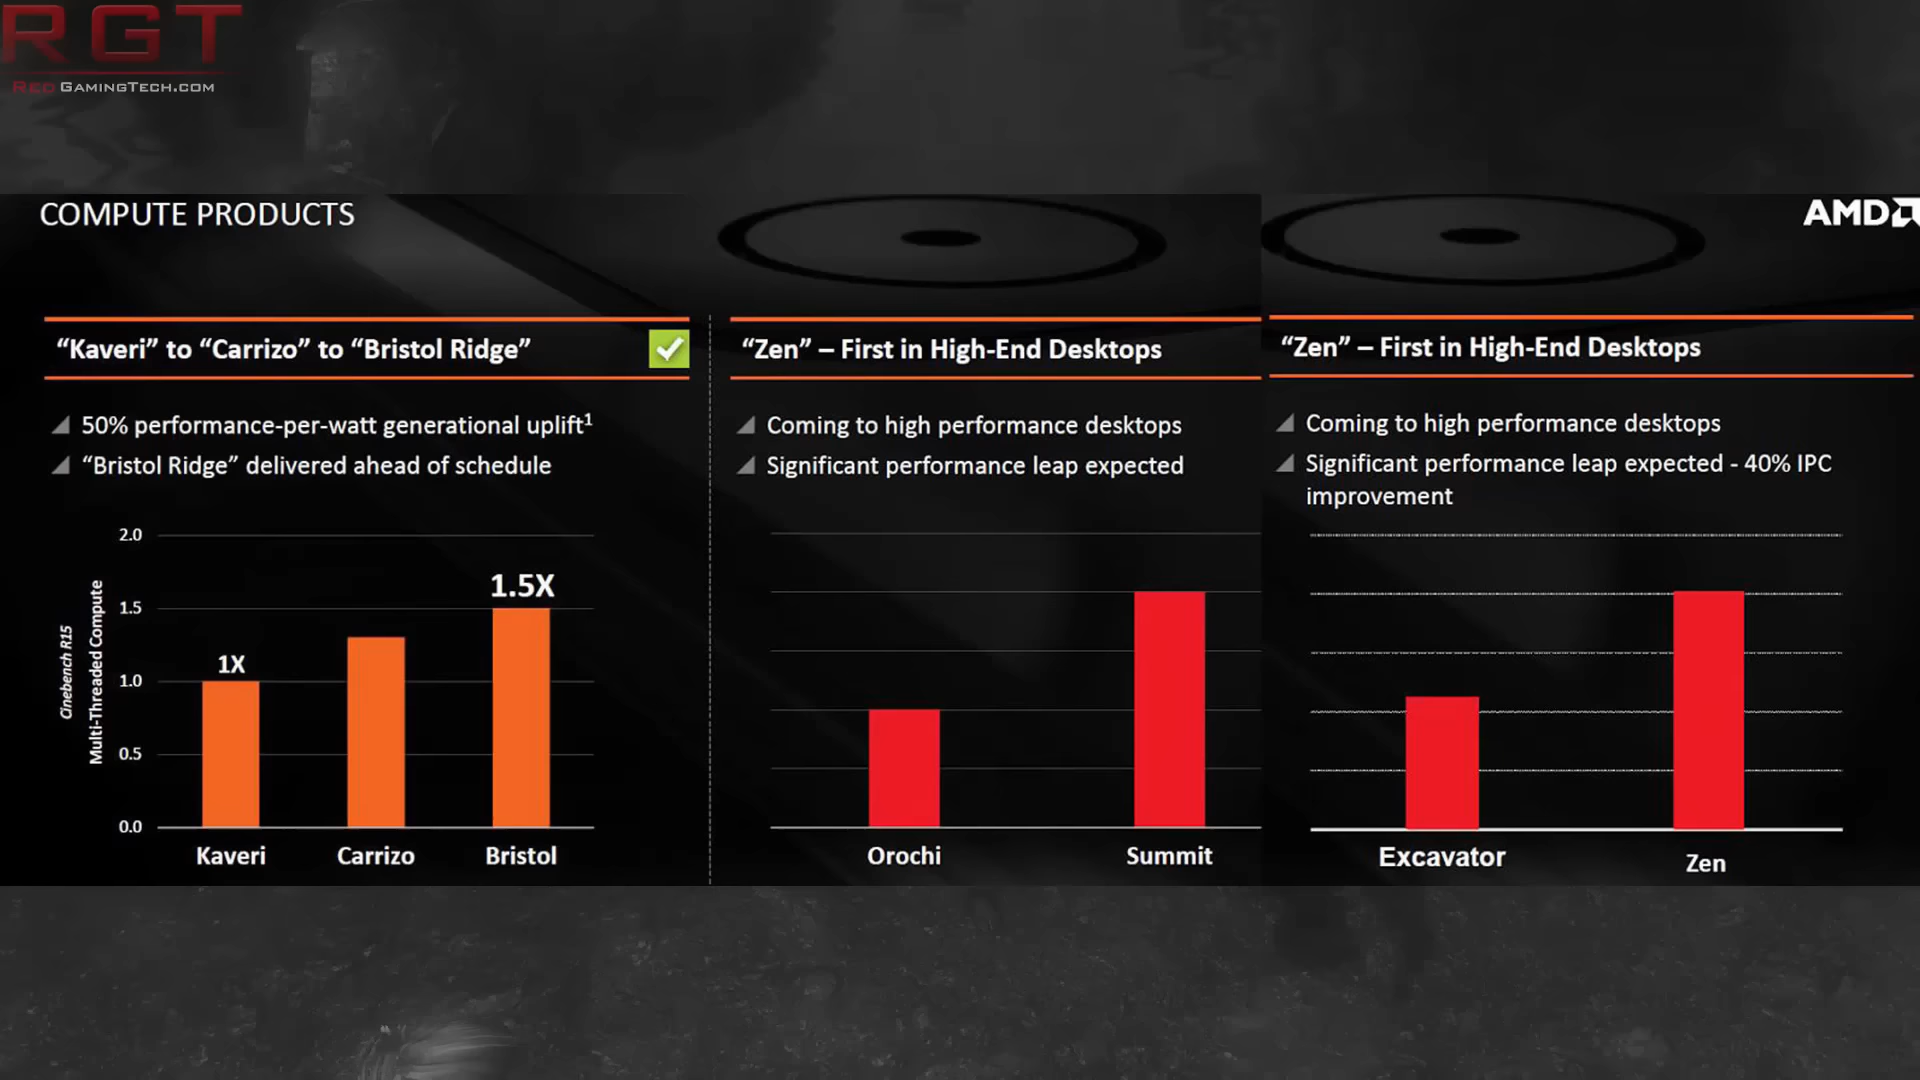 RGT
RedGamingTech.com
COMPUTE PRODUCTS
AMD
“Kaveri” to “Carrizo” to “Bristol Ridge”
50% performance-per-watt generational uplift¹
“Bristol Ridge” delivered ahead of schedule
Cinebench R15
Multi-Threaded Compute
2.0
1.5
1.0
0.5
0.0
1X
1.5X
Kaveri
Carrizo
Bristol
“Zen” – First in High-End Desktops
Coming to high performance desktops
Significant performance leap expected
Orochi
Summit
“Zen” – First in High-End Desktops
Coming to high performance desktops
Significant performance leap expected - 40% IPC
improvement
Excavator
Zen